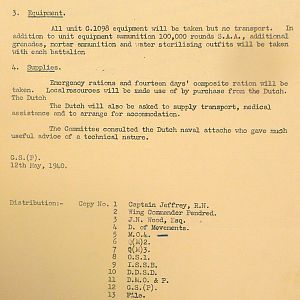 3. Equipment.
All unit G.1098 equipment will be taken but no transport. In
addition to unit equipment ammunition 100,000 rounds S.A.A., additional
grenades, mortar ammunition and water sterilising outfits will be taken
with each battalion
4. Supplies.
Emergency rations and fourteen days' composite ration will be
taken. Local resources will be made use of by purchase from the Dutch.
The Dutch
The Dutch will also be asked to supply transport, medical
assistance and to arrange for accommodation.
The Committee consulted the Dutch naval attache who gave much
useful advice of a technical nature.
G.S.(P).
12th May, 1940.
Distribution:- Copy No. 1 Captain Jeffrey, R.N.
2 Wing Commander Pendred.
3 J.N. Wood, Esq.
4 D. of Movements.
5 M.O.4.
6 Q(M)2.
7 Q(M)3.
8 O.S.1.
9 I.S.S.B.
10 D.D.S.D.
11 D.M.O. & P.
12 G.S.(P).
13 File.